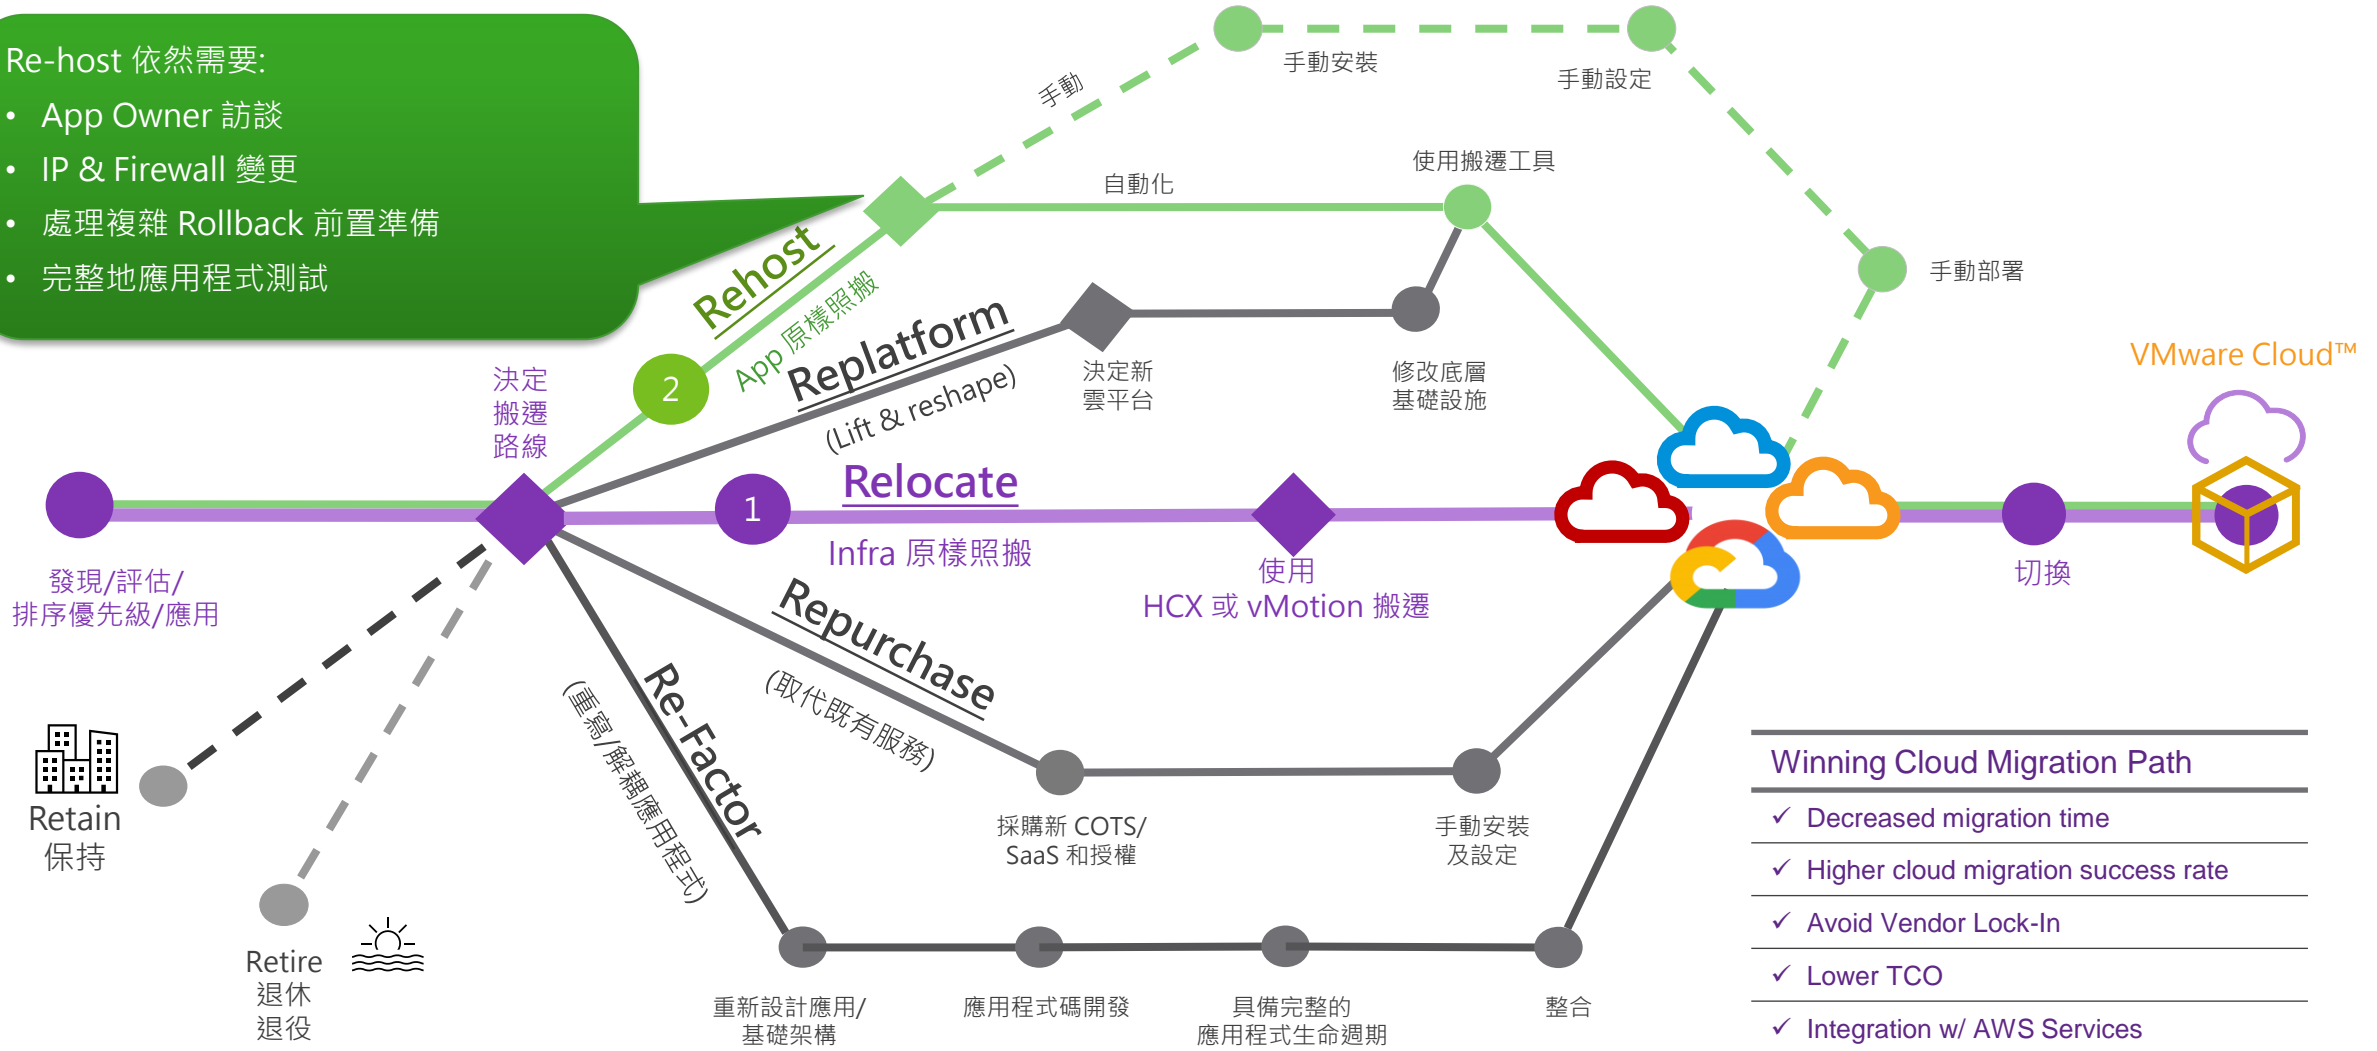 Re-host 依然需要:
• App Owner 訪談
• IP & Firewall 變更
• 處理複雜 Rollback 前置準備
• 完整地應用程式測試
手動
手動安裝
手動設定
手動部署
自動化
使用搬遷工具
Rehost
App 原樣照搬
2
Replatform
(Lift & reshape)
決定新
雲平台
修改底層
基礎設施
VMware Cloud™
決定
搬遷
路線
1
Relocate
Infra 原樣照搬
使用
HCX 或 vMotion 搬遷
切換
發現/評估/
排序優先級/應用
Repurchase
(取代既有服務)
採購新 COTS/
SaaS 和授權
手動安裝
及設定
Re-Factor
(重寫/解耦應用程式)
重新設計應用/
基礎架構
應用程式碼開發
具備完整的
應用程式生命週期
整合
Retain
保持
Retire
退休
退役
Winning Cloud Migration Path
✓ Decreased migration time
✓ Higher cloud migration success rate
✓ Avoid Vendor Lock-In
✓ Lower TCO
✓ Integration w/ AWS Services